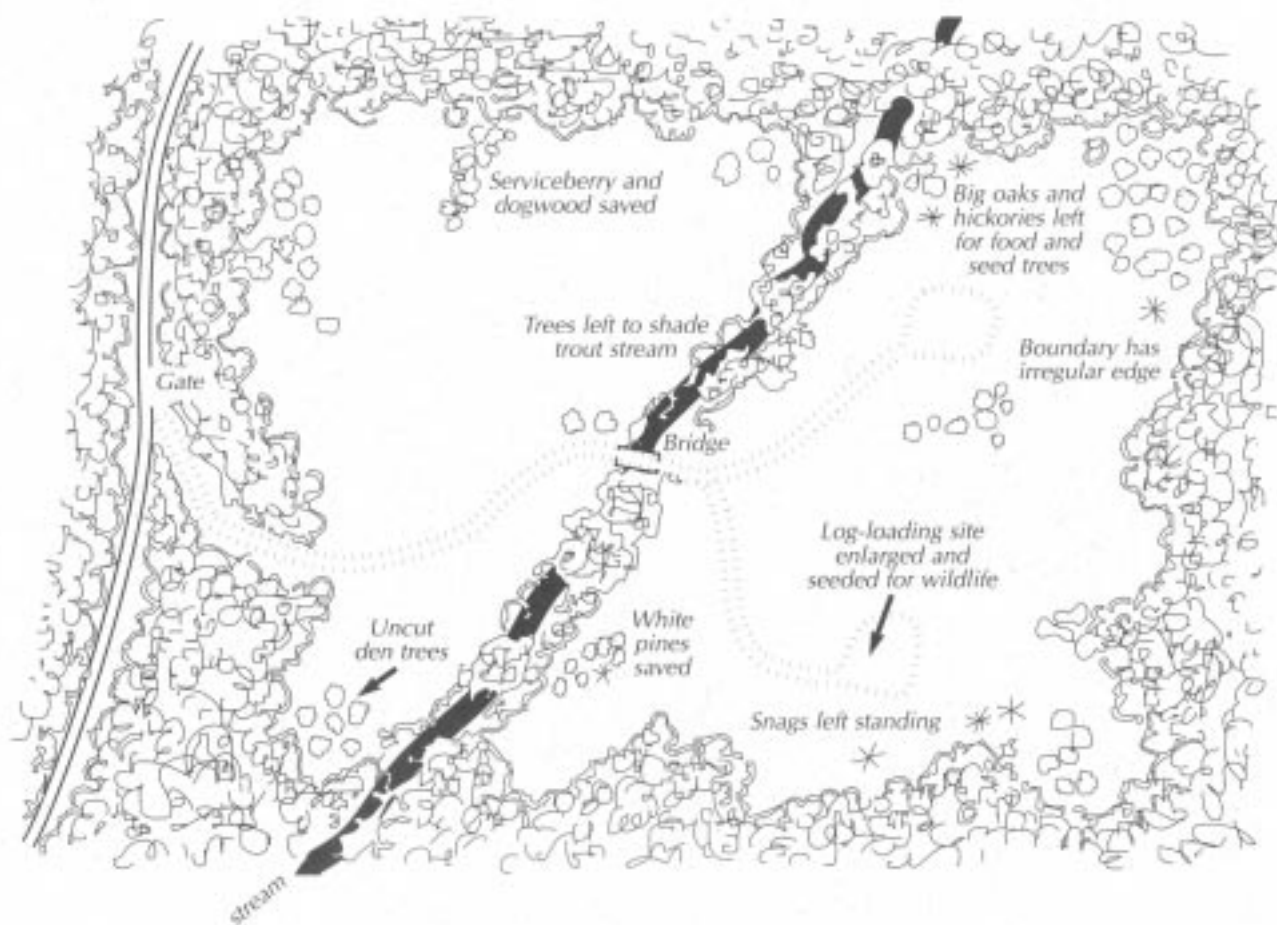 Serviceberry and
dogwood saved
Big oaks and
hickories left
for food and
seed trees
Trees left to shade
trout stream
Boundary has
irregular edge
Gate
Bridge
Log-loading site
enlarged and
seeded for wildlife
Uncut
den trees
White
pines
saved
Snags left standing
stream